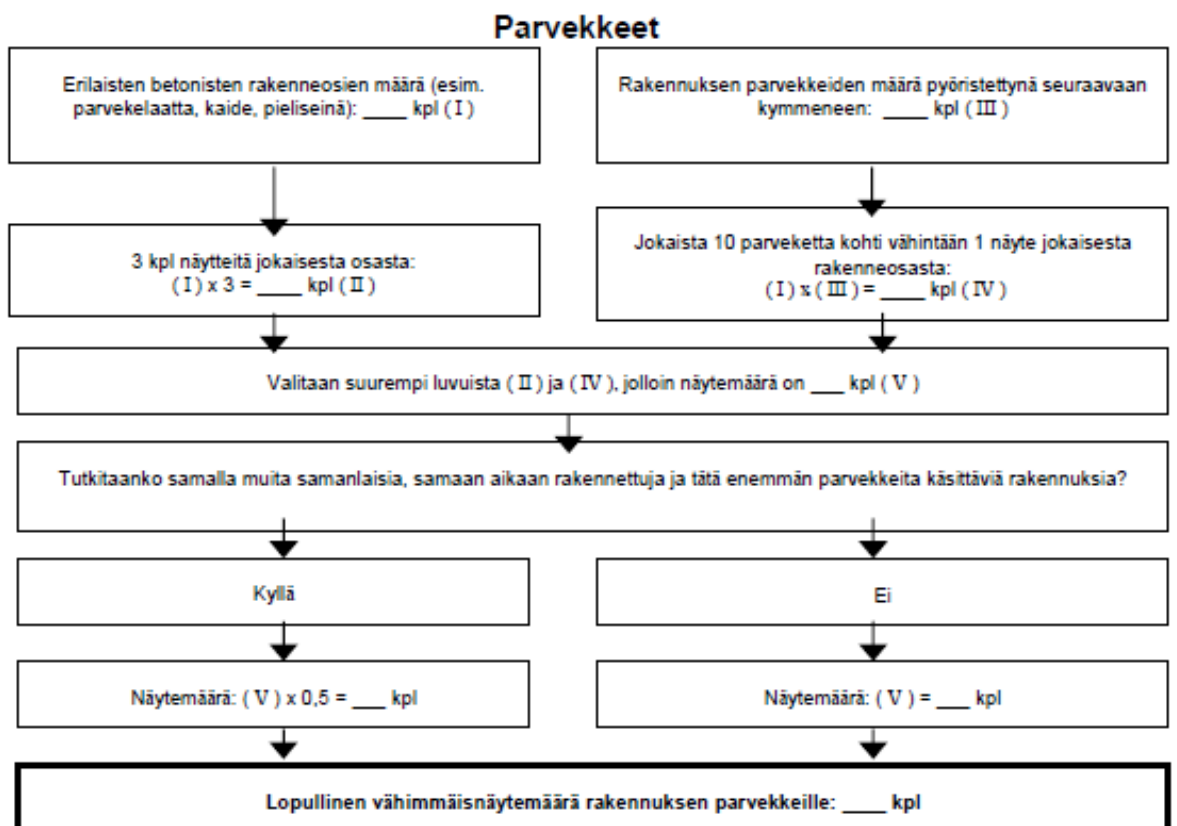 Parvekkeet
Erilaisten betonisten rakenneosien määrä (esim.
parvekelaatta, kaide, pieliseinä): ____ kpl ( I )
Rakennuksen parvekkeiden määrä pyöristettynä seuraavaan
kymmeneen: ____ kpl ( III )
3 kpl näytteitä jokaisesta osasta:
( I ) x 3 = ____ kpl ( II )
Jokaista 10 parveketta kohti vähintään 1 näyte jokaisesta
rakenneosasta:
( I ) x ( III ) = ____ kpl ( IV )
Valitaan suurempi luvuista ( II ) ja ( IV ), jolloin näytemäärä on ___ kpl ( V )
Tutkitaanko samalla muita samanlaisia, samaan aikaan rakennettuja ja tätä enemmän parvekkeita käsittäviä rakennuksia?
Kyllä
Ei
Näytemäärä: ( V ) x 0,5 = ___ kpl
Näytemäärä: ( V ) = ___ kpl
Lopullinen vähimmäisnäytemäärä rakennuksen parvekkeille: ____ kpl